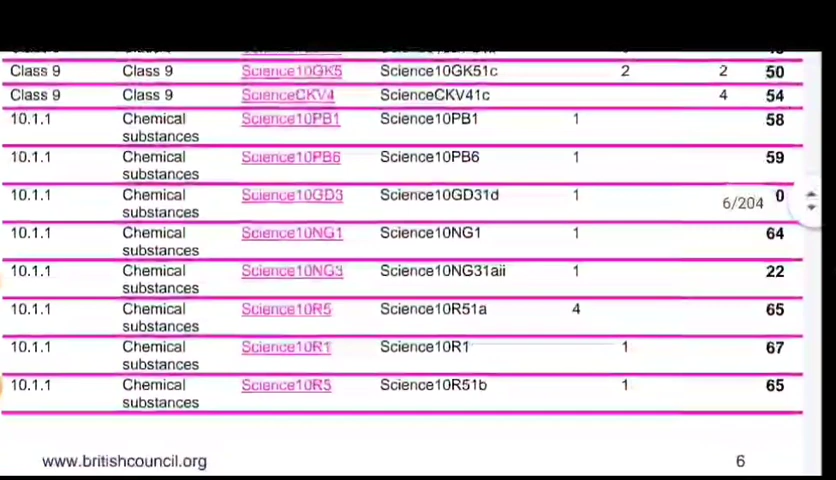 Class 9 Class 9 Science10GK5 Science10GK51c 2 2 50
Class 9 Class 9 ScienceCKV4 ScienceCKV41c 4 54
10.1.1 Chemical substances Science10PB1 Science10PB1 1 58
10.1.1 Chemical substances Science10PB6 Science10PB6 1 59
10.1.1 Chemical substances Science10GD3 Science10GD31d 1 0
6/204
10.1.1 Chemical substances Science10NG1 Science10NG1 1 64
10.1.1 Chemical substances Science10NG3 Science10NG31aii 1 22
10.1.1 Chemical substances Science10R5 Science10R51a 4 65
10.1.1 Chemical substances Science10R1 Science10R1 1 67
10.1.1 Chemical substances Science10R5 Science10R51b 1 65
www.britishcouncil.org 6